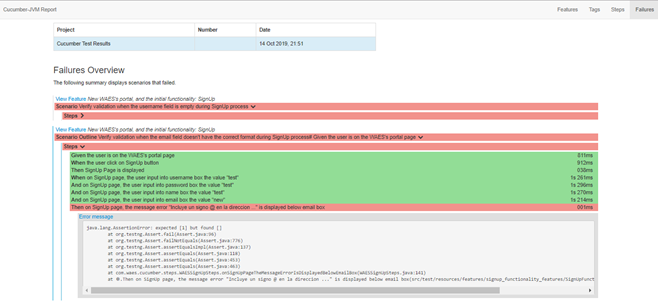 Cucumber-JVM Report
Features Tags Steps Failures
Project Number Date
Cucumber Test Results 14 Oct 2019, 21:51
Failures Overview
The following summary displays scenarios that failed.
View Feature New WAES's portal, and the initial functionality: SignUp
Scenario Verify validation when the username field is empty during SignUp process
Steps
View Feature New WAES's portal, and the initial functionality: SignUp
Scenario Outline Verify validation when the email field doesn't have the correct format during SignUp process# Given the user is on the WAES's portal page
Steps
Given the user is on the WAES's portal page 011ms
When the user click on SignUp button 912ms
Then SignUp Page is displayed 038ms
When on SignUp page, the user input into username box the value "test" 1s 261ms
And on SignUp page, the user input into password box the value "test" 1s 296ms
And on SignUp page, the user input into name box the value "test" 1s 270ms
And on SignUp page, the user input into email box the value "new" 1s 214ms
Then on SignUp page, the message error "Incluye un signo @ en la direccion ..." is displayed below email box 001ms
Error message
java.lang.AssertionError: expected [1] but found []
at org.testng.Assert.fail(Assert.java:96)
at org.testng.Assert.failNotEquals(Assert.java:776)
at org.testng.Assert.assertEqualsImpl(Assert.java:137)
at org.testng.Assert.assertEquals(Assert.java:118)
at org.testng.Assert.assertEquals(Assert.java:453)
at org.testng.Assert.assertEquals(Assert.java:463)
at com.waes.cucumber.steps.WAESSignUpSteps.onSignUpPageTheMessageErrorIsDisplayedBelowEmailBox(WAESSignUpSteps.java:141)
at ✽.Then on SignUp page, the message error "Incluye un signo @ en la direccion ..." is displayed below email box(src/test/resources/features/signup_functionality_features/SignUpFunct